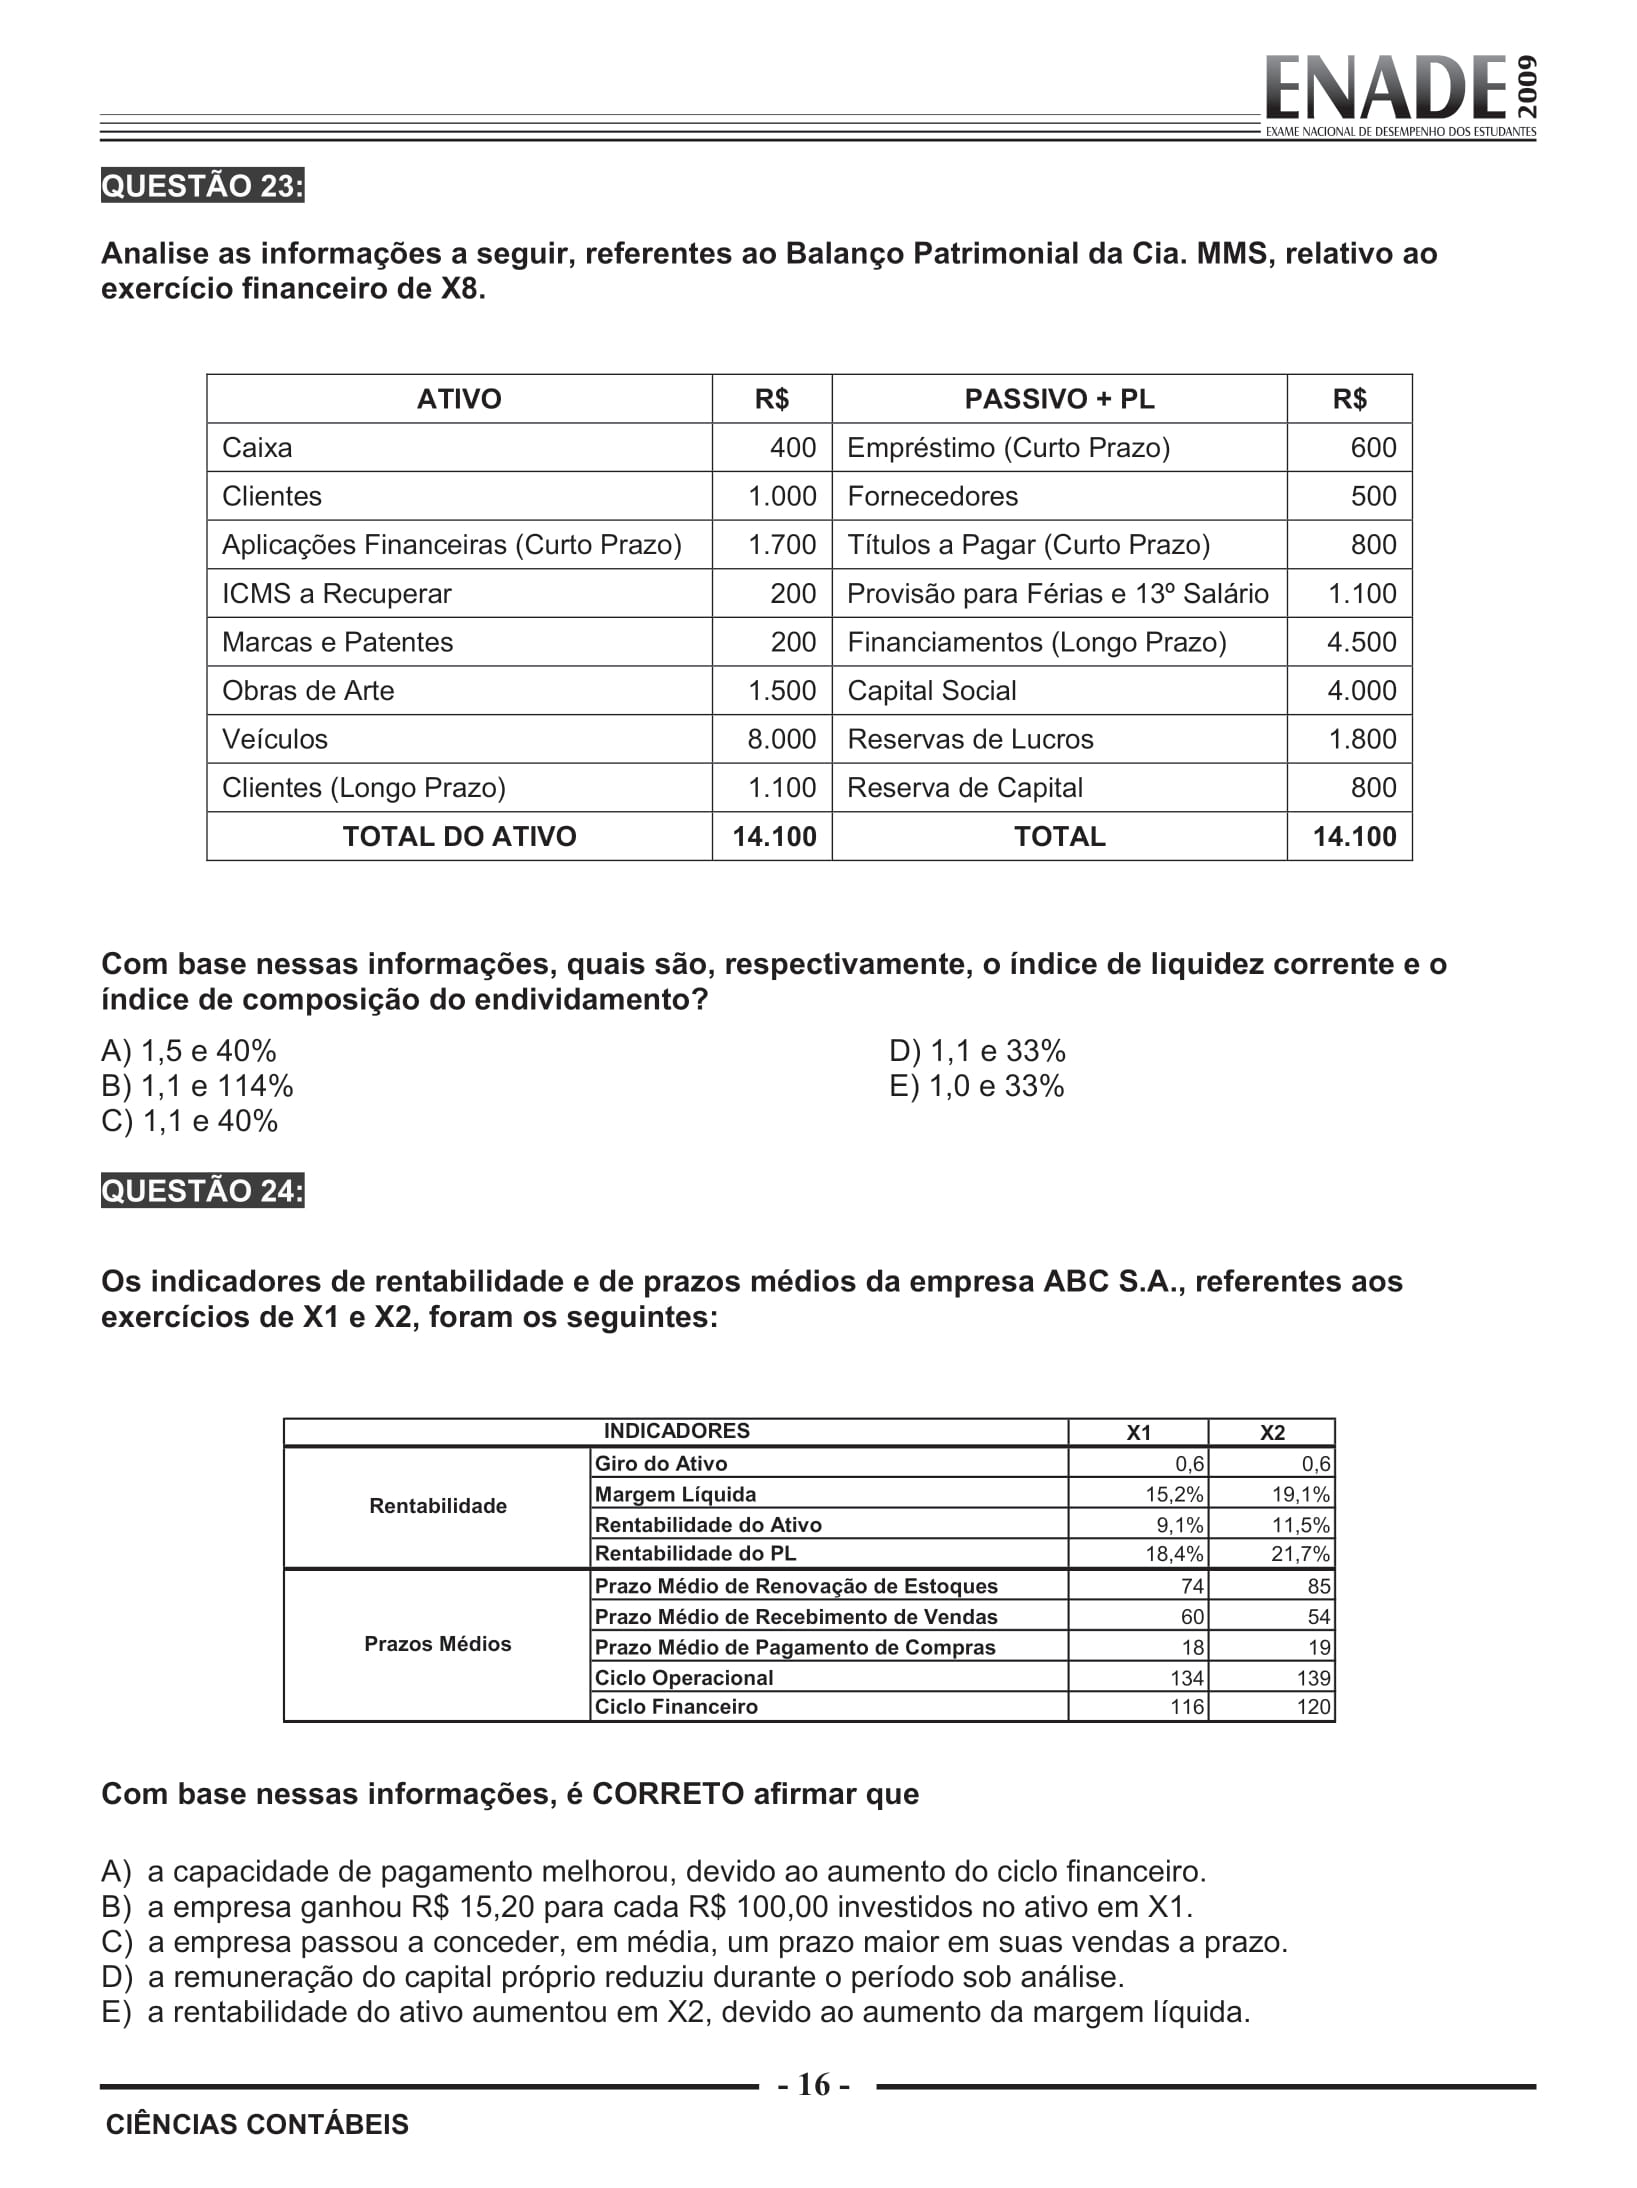 ENADE 2009
EXAME NACIONAL DE DESEMPENHO DOS ESTUDANTES
QUESTÃO 23:
Analise as informações a seguir, referentes ao Balanço Patrimonial da Cia. MMS, relativo ao
exercício financeiro de X8.
ATIVO R$ PASSIVO + PL R$
Caixa 400 Empréstimo (Curto Prazo) 600
Clientes 1.000 Fornecedores 500
Aplicações Financeiras (Curto Prazo) 1.700 Títulos a Pagar (Curto Prazo) 800
ICMS a Recuperar 200 Provisão para Férias e 13º Salário 1.100
Marcas e Patentes 200 Financiamentos (Longo Prazo) 4.500
Obras de Arte 1.500 Capital Social 4.000
Veículos 8.000 Reservas de Lucros 1.800
Clientes (Longo Prazo) 1.100 Reserva de Capital 800
TOTAL DO ATIVO 14.100 TOTAL 14.100
Com base nessas informações, quais são, respectivamente, o índice de liquidez corrente e o
índice de composição do endividamento?
A) 1,5 e 40%
B) 1,1 e 114%
C) 1,1 e 40%
D) 1,1 e 33%
E) 1,0 e 33%
QUESTÃO 24:
Os indicadores de rentabilidade e de prazos médios da empresa ABC S.A., referentes aos
exercícios de X1 e X2, foram os seguintes:
INDICADORES X1 X2
Rentabilidade
Giro do Ativo 0,6 0,6
Margem Líquida 15,2% 19,1%
Rentabilidade do Ativo 9,1% 11,5%
Rentabilidade do PL 18,4% 21,7%
Prazos Médios
Prazo Médio de Renovação de Estoques 74 85
Prazo Médio de Recebimento de Vendas 60 54
Prazo Médio de Pagamento de Compras 18 19
Ciclo Operacional 134 139
Ciclo Financeiro 116 120
Com base nessas informações, é CORRETO afirmar que
A) a capacidade de pagamento melhorou, devido ao aumento do ciclo financeiro.
B) a empresa ganhou R$ 15,20 para cada R$ 100,00 investidos no ativo em X1.
C) a empresa passou a conceder, em média, um prazo maior em suas vendas a prazo.
D) a remuneração do capital próprio reduziu durante o período sob análise.
E) a rentabilidade do ativo aumentou em X2, devido ao aumento da margem líquida.
- 16 -
CIÊNCIAS CONTÁBEIS